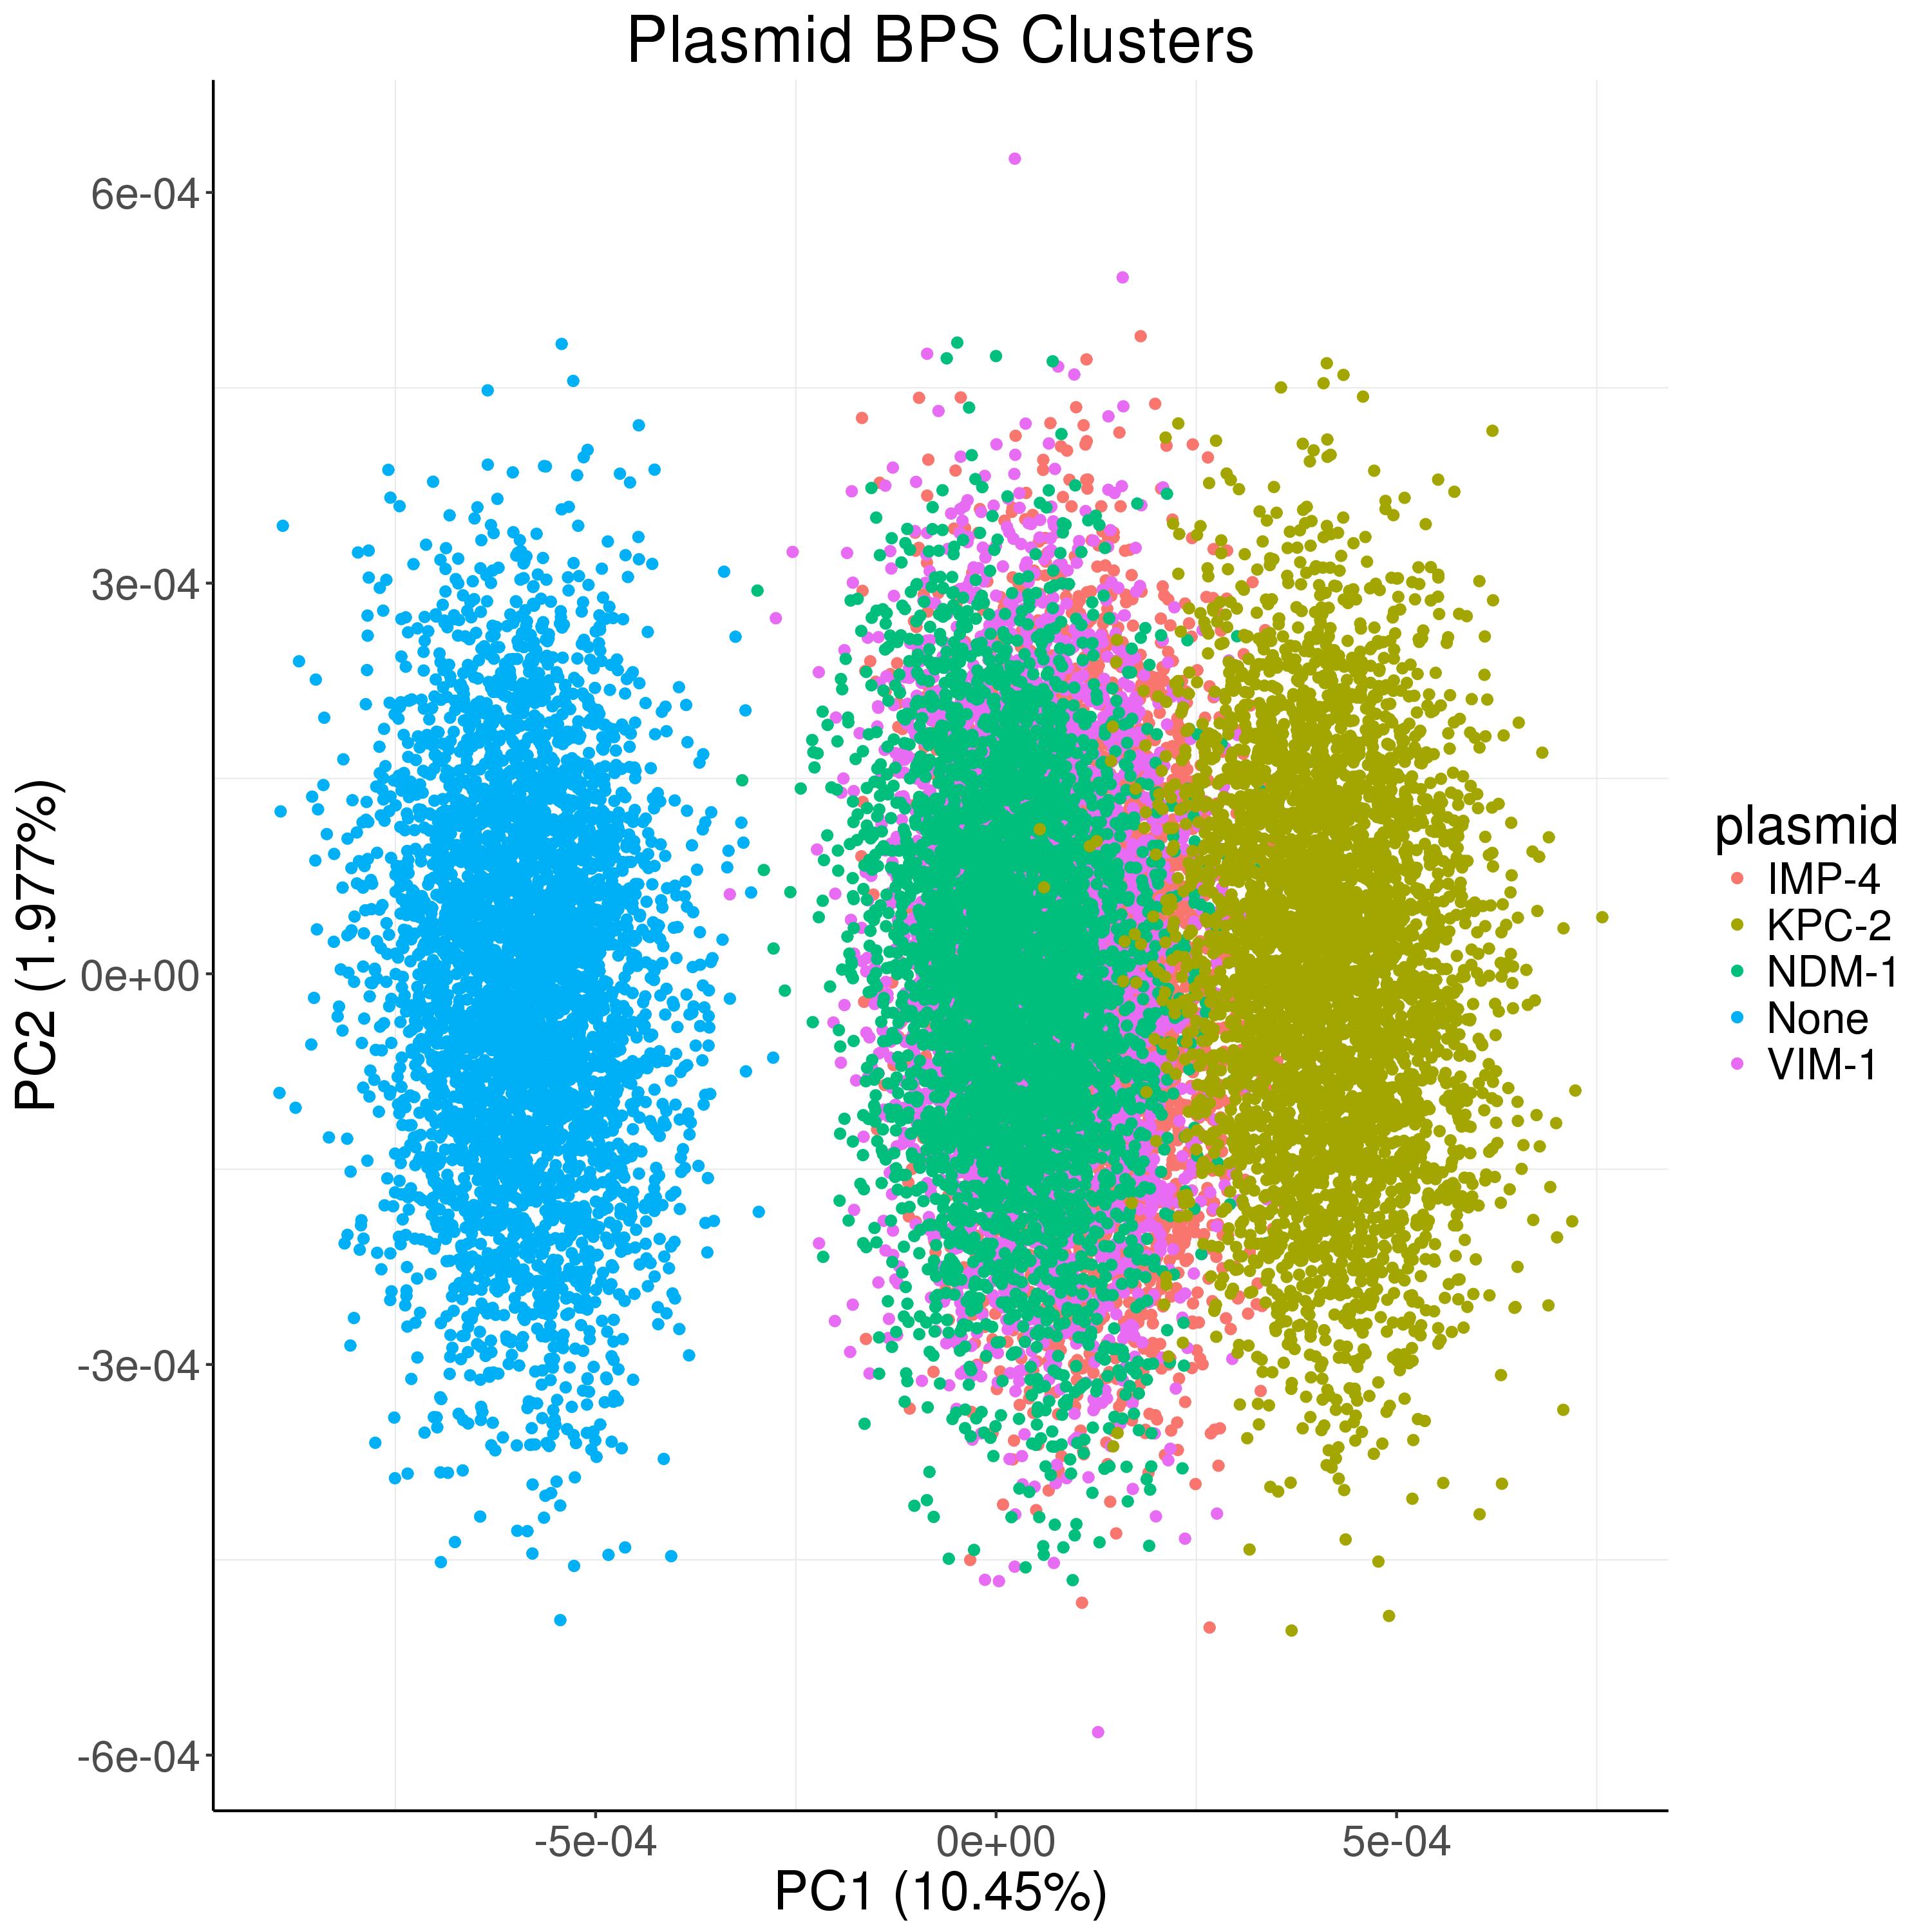 Plasmid BPS Clusters
6e-04
3e-04
0e+00
-3e-04
-6e-04
PC2 (1.977%)
-5e-04
0e+00
5e-04
PC1 (10.45%)
plasmid
IMP-4
KPC-2
NDM-1
None
VIM-1